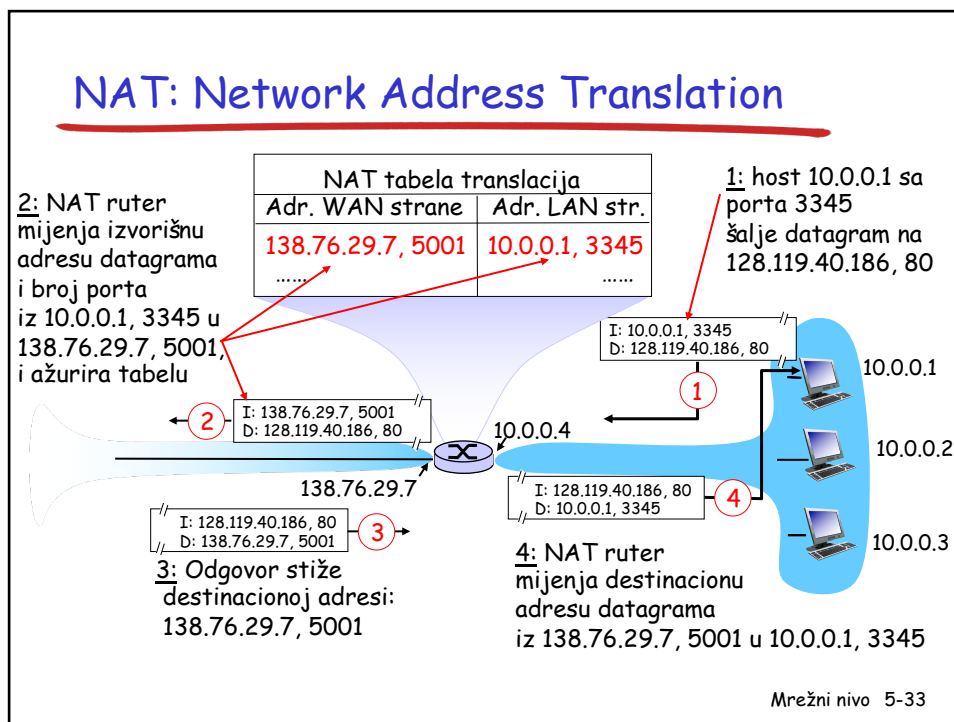 NAT: Network Address Translation
NAT tabela translacija
Adr. WAN strane
Adr. LAN str.
138.76.29.7, 5001
10.0.0.1, 3345
……
……
1: host 10.0.0.1 sa
porta 3345
šalje datagram na
128.119.40.186, 80
2: NAT ruter
mijenja izvorišnu
adresu datagrama
i broj porta
iz 10.0.0.1, 3345 u
138.76.29.7, 5001,
i ažurira tabelu
I: 10.0.0.1, 3345
D: 128.119.40.186, 80
1
10.0.0.1
2
I: 138.76.29.7, 5001
D: 128.119.40.186, 80
10.0.0.4
10.0.0.2
138.76.29.7
I: 128.119.40.186, 80
D: 10.0.0.1, 3345
4
I: 128.119.40.186, 80
D: 138.76.29.7, 5001
3
10.0.0.3
3: Odgovor stiže
destinacionoj adresi:
138.76.29.7, 5001
4: NAT ruter
mijenja destinacionu
adresu datagrama
iz 138.76.29.7, 5001 u 10.0.0.1, 3345
Mrežni nivo 5-33